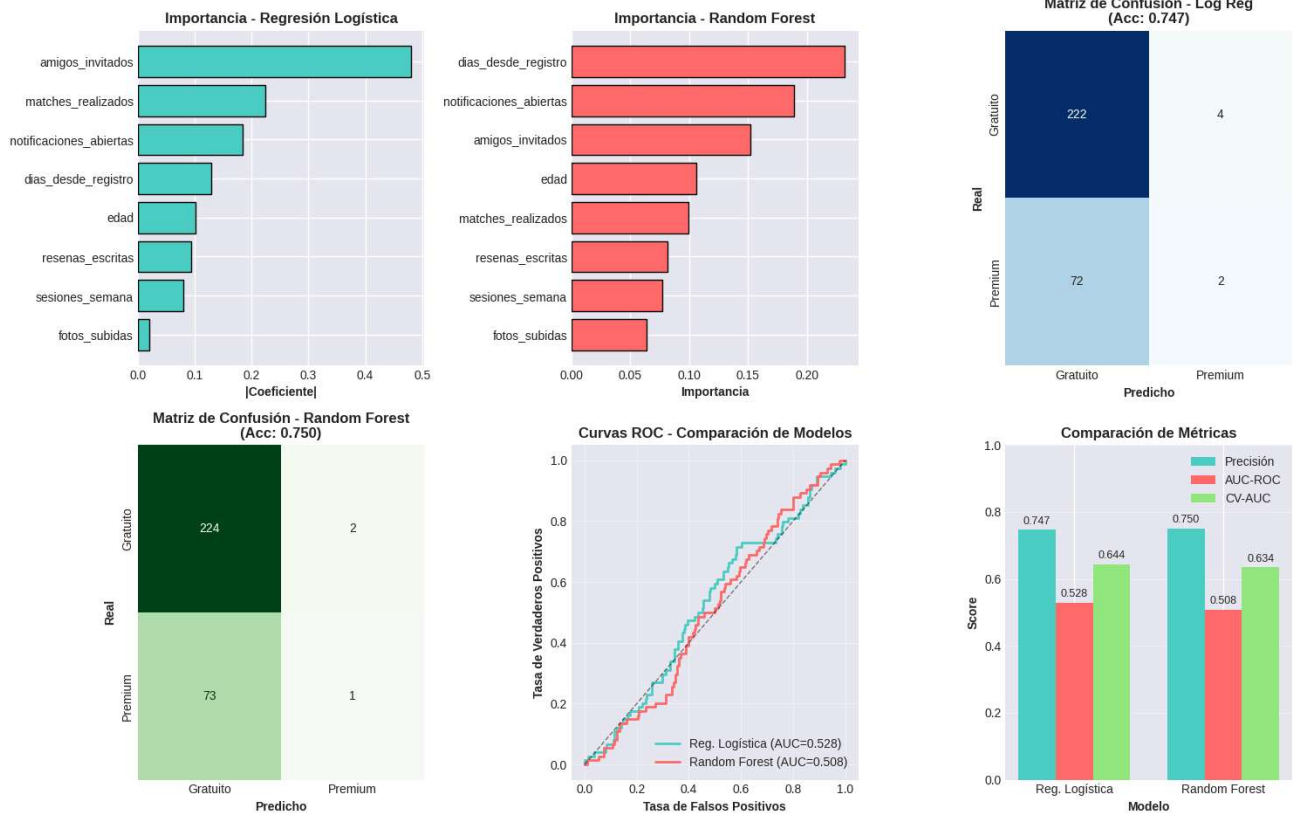 Importancia - Regresión Logística
amigos_invitados
matches_realizados
notificaciones_abiertas
dias_desde_registro
edad
resenas_escritas
sesiones_semana
fotos_subidas
0.0 0.1 0.2 0.3 0.4 0.5
|Coeficiente|
Importancia - Random Forest
dias_desde_registro
notificaciones_abiertas
amigos_invitados
edad
matches_realizados
resenas_escritas
sesiones_semana
fotos_subidas
0.00 0.05 0.10 0.15 0.20
Importancia
Matriz de Confusión - Log Reg
(Acc: 0.747)
Real
Gratuito
222 4
Premium
72 2
Gratuito Premium
Predicho
Matriz de Confusión - Random Forest
(Acc: 0.750)
Real
Gratuito
224 2
Premium
73 1
Gratuito Premium
Predicho
Curvas ROC - Comparación de Modelos
Tasa de Verdaderos Positivos
1.0
0.8
0.6
0.4
0.2
0.0
Reg. Logística (AUC=0.528)
Random Forest (AUC=0.508)
0.0 0.2 0.4 0.6 0.8 1.0
Tasa de Falsos Positivos
Comparación de Métricas
Score
1.0
0.8
0.6
0.4
0.2
0.0
Precisión
AUC-ROC
CV-AUC
0.747
0.528
0.644
0.750
0.508
0.634
Reg. Logística Random Forest
Modelo